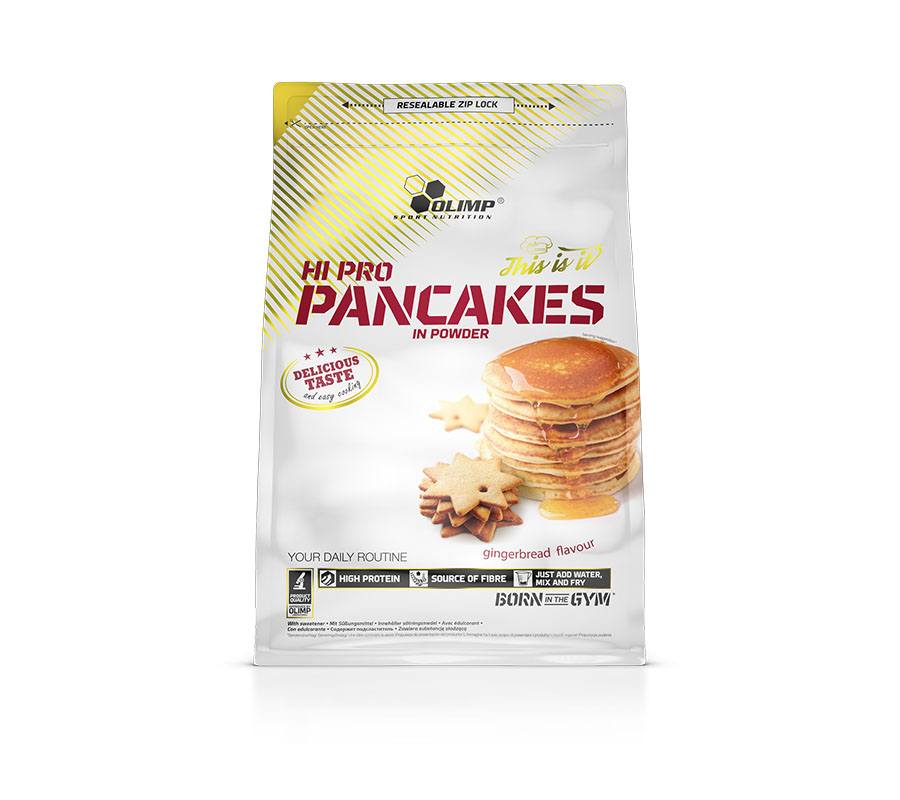 RESEALABLE ZIP LOCK
OLIMP®
SPORT NUTRITION
This is it
HI PRO
PANCAKES
IN POWDER
DELICIOUS
TASTE
and easy cooking
gingerbread flavour
YOUR DAILY ROUTINE
HIGH PROTEIN
SOURCE OF FIBRE
JUST ADD WATER,
MIX AND FRY
PRODUCT
QUALITY
OLIMP
BORN IN THE GYM™
With sweetener • Mit Süßungsmittel • Innehåller sötningsmedel • Avec édulcorant •
Con edulcorante • Содержит подсластитель • Zawiera substancję słodzącą